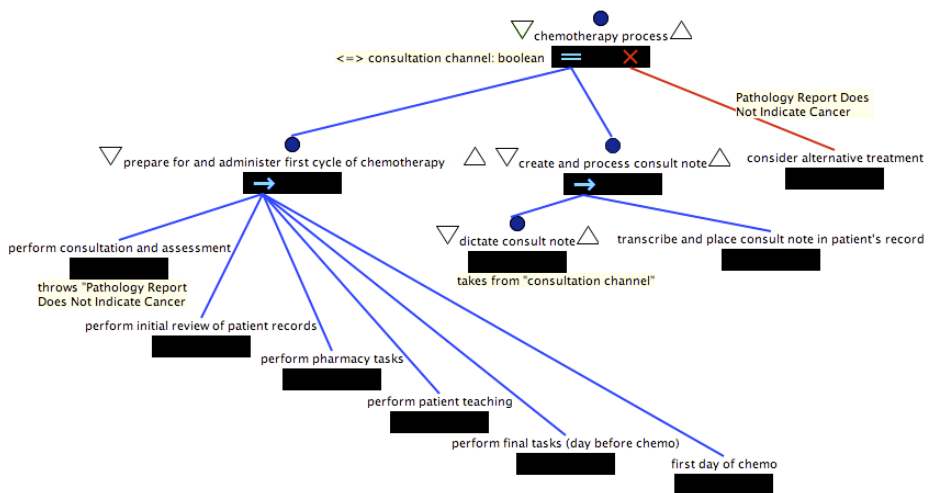 chemotherapy process
<=> consultation channel: boolean
Pathology Report Does
Not Indicate Cancer
prepare for and administer first cycle of chemotherapy
create and process consult note
consider alternative treatment
perform consultation and assessment
throws "Pathology Report
Does Not Indicate Cancer
dictate consult note
takes from "consultation channel"
transcribe and place consult note in patient's record
perform initial review of patient records
perform pharmacy tasks
perform patient teaching
perform final tasks (day before chemo)
first day of chemo